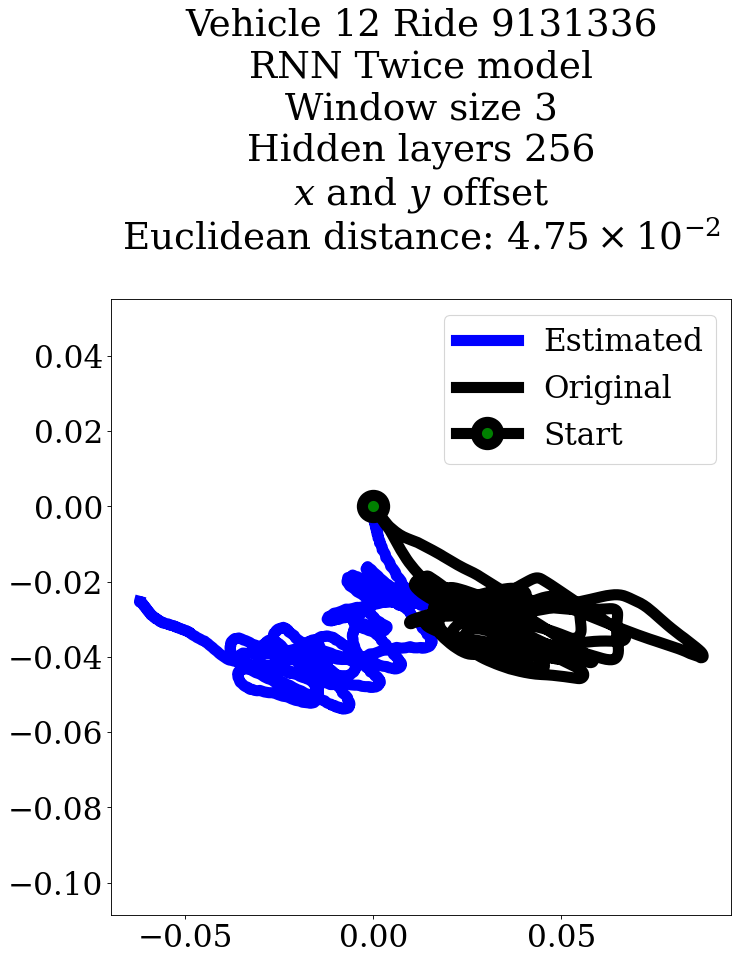 Vehicle 12 Ride 9131336
RNN Twice model
Window size 3
Hidden layers 256
x and y offset
Euclidean distance: 4.75 × 10⁻²
Estimated
Original
Start
0.04
0.02
0.00
−0.02
−0.04
−0.06
−0.08
−0.10
−0.05 0.00 0.05